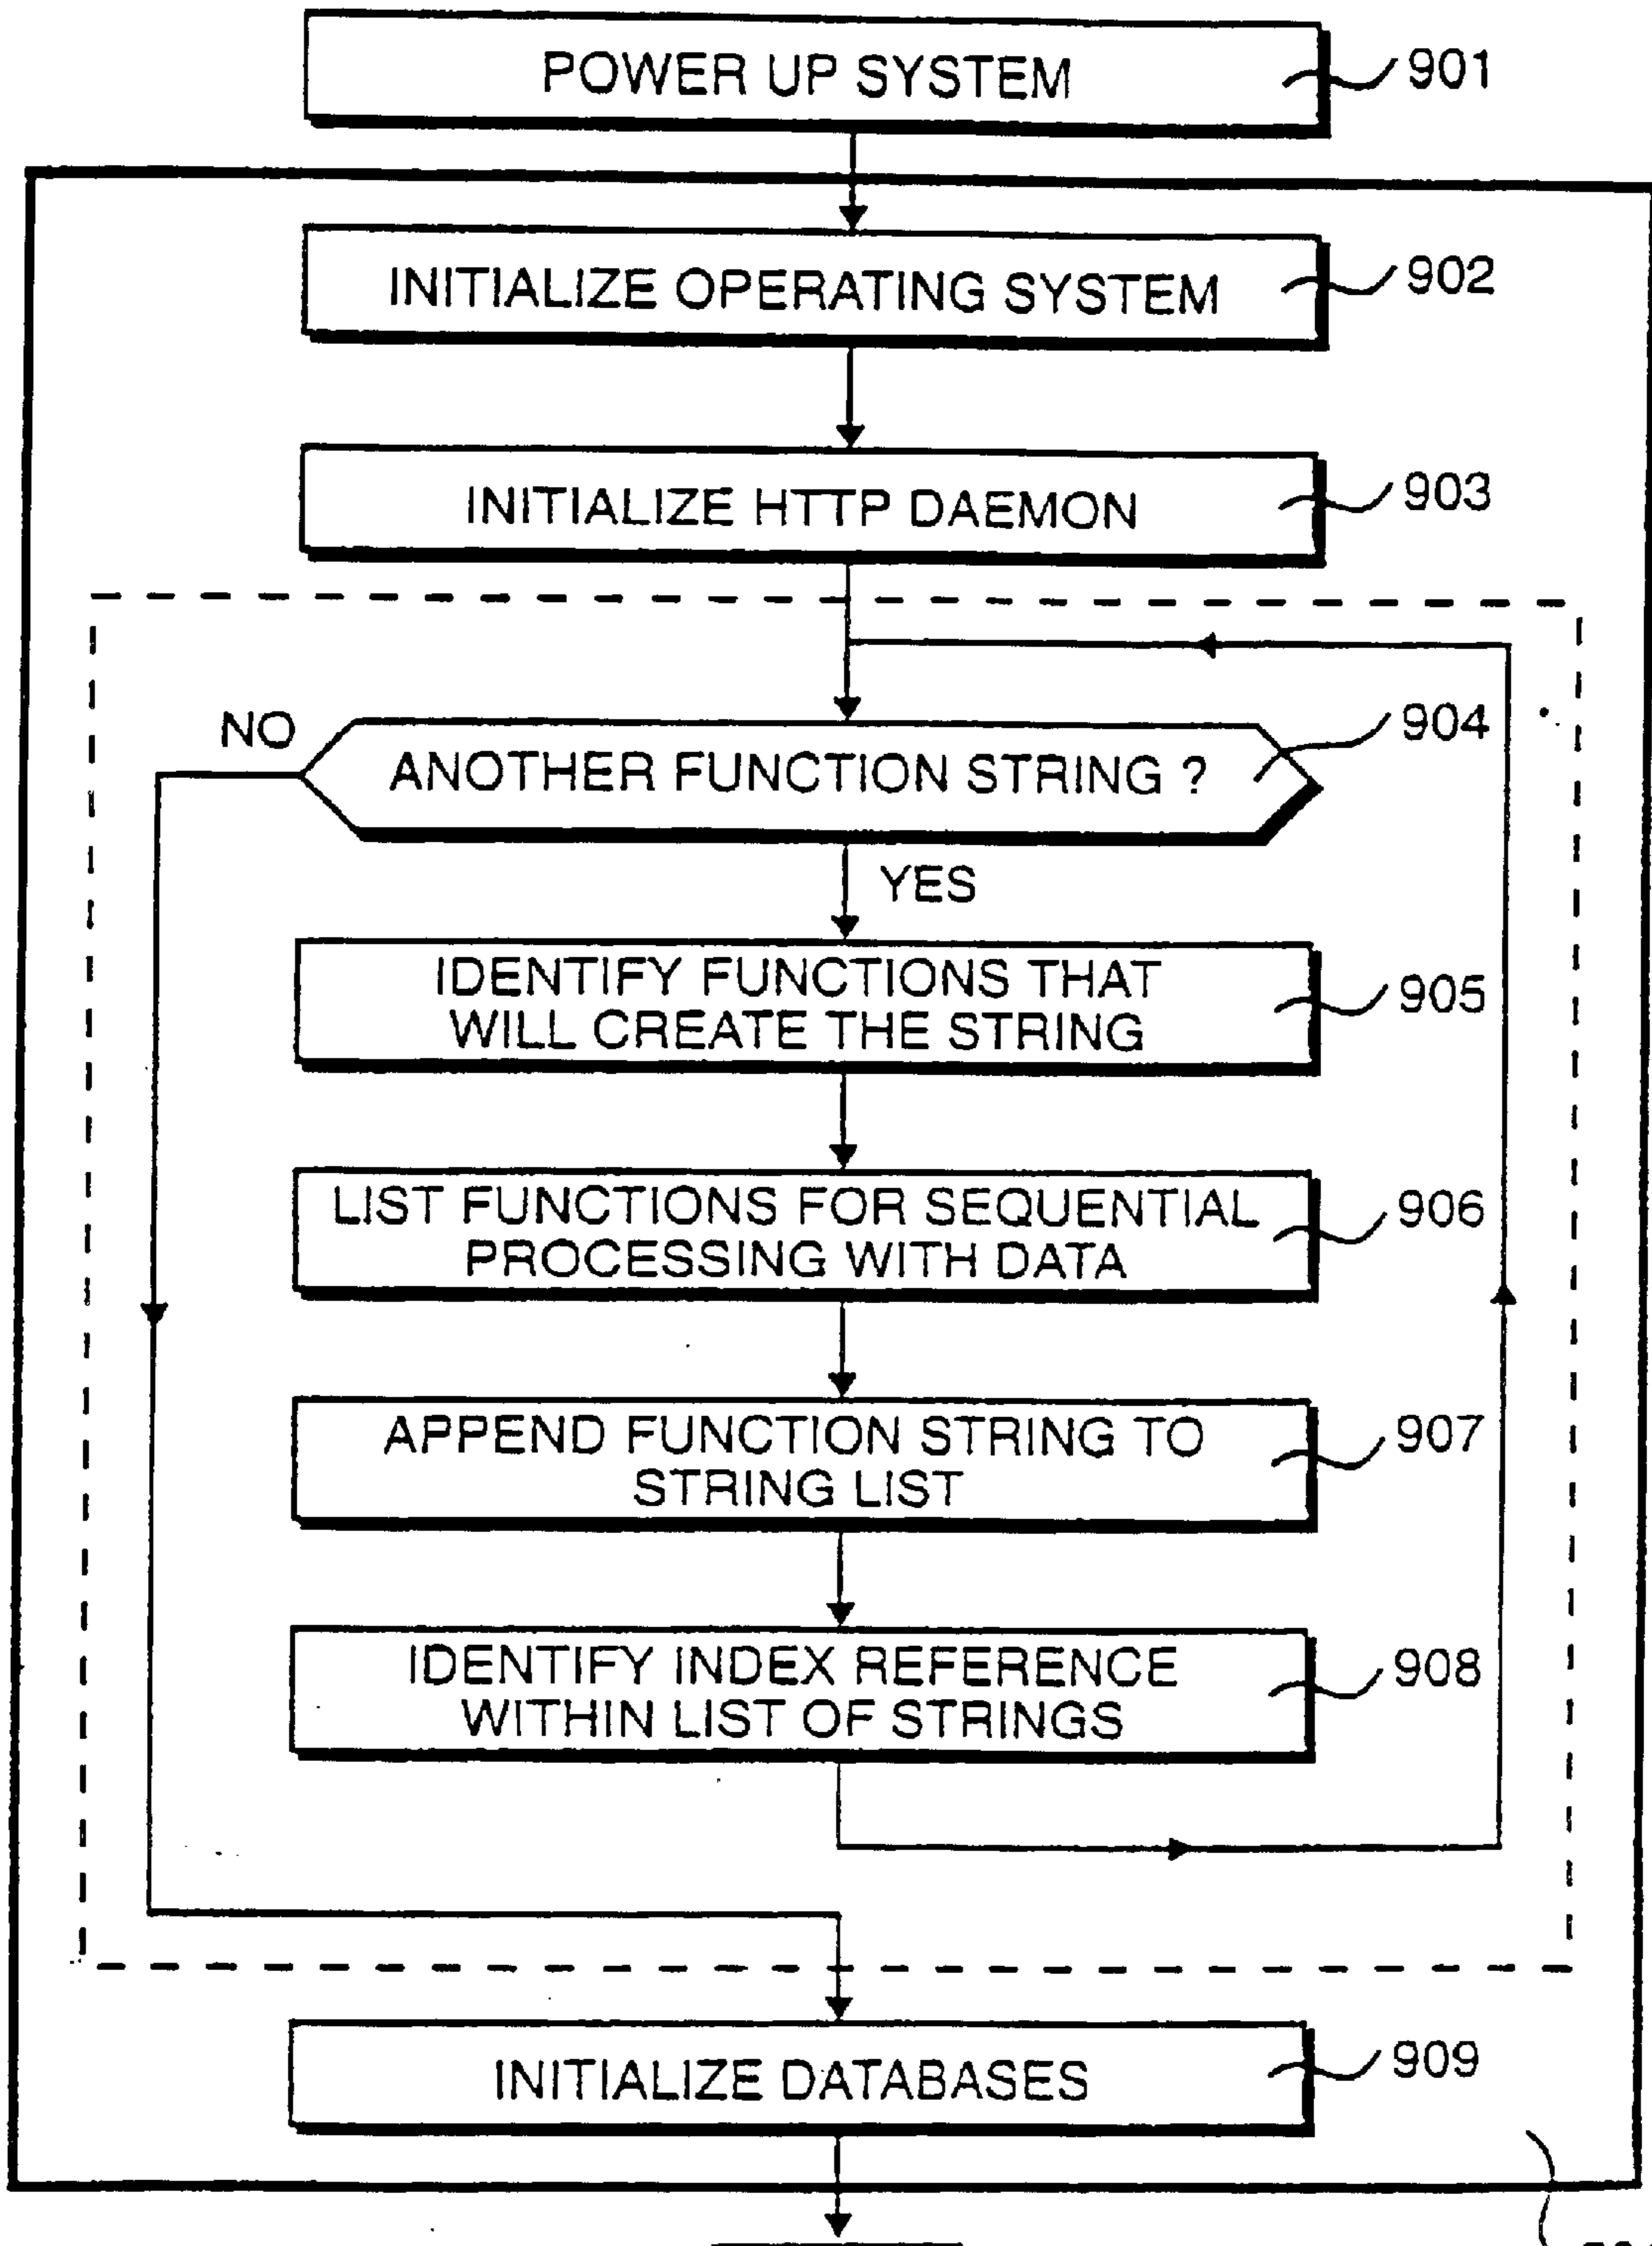 POWER UP SYSTEM
901
INITIALIZE OPERATING SYSTEM
902
INITIALIZE HTTP DAEMON
903
NO
ANOTHER FUNCTION STRING ?
904
YES
IDENTIFY FUNCTIONS THAT
WILL CREATE THE STRING
905
LIST FUNCTIONS FOR SEQUENTIAL
PROCESSING WITH DATA
906
APPEND FUNCTION STRING TO
STRING LIST
907
IDENTIFY INDEX REFERENCE
WITHIN LIST OF STRINGS
908
INITIALIZE DATABASES
909